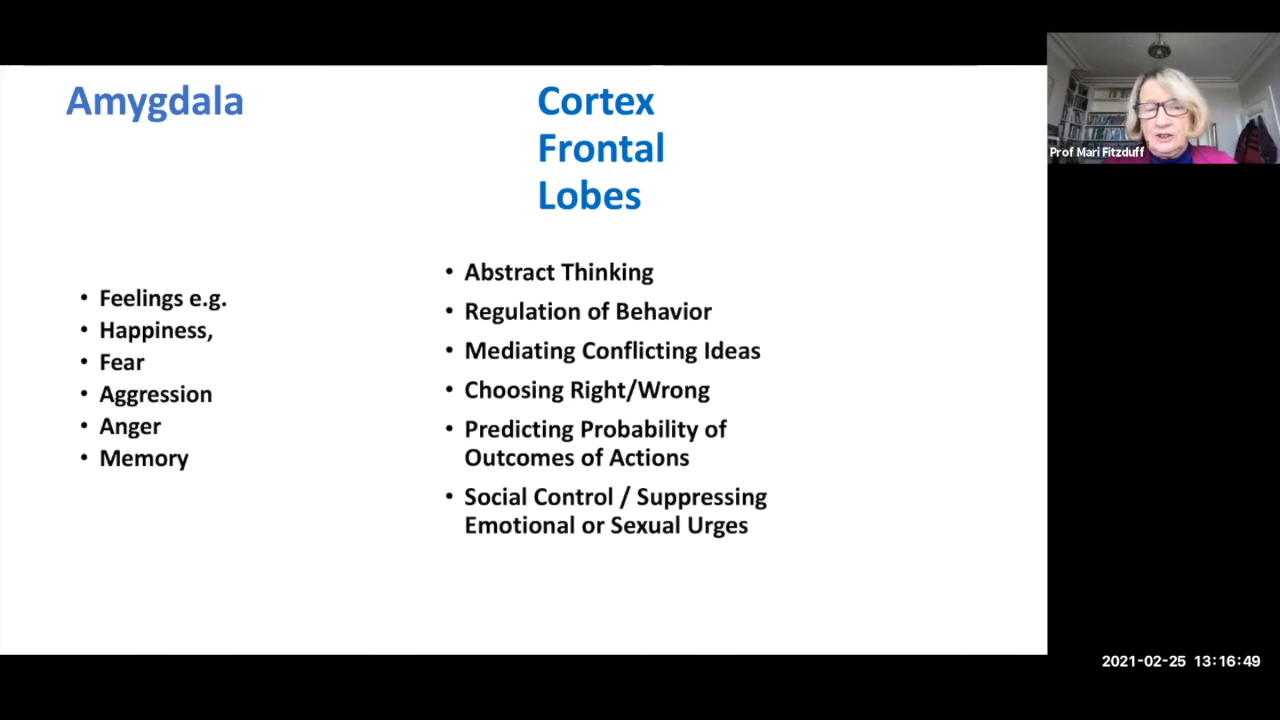 Amygdala
Cortex
Frontal
Lobes
• Feelings e.g.
• Happiness,
• Fear
• Aggression
• Anger
• Memory
• Abstract Thinking
• Regulation of Behavior
• Mediating Conflicting Ideas
• Choosing Right/Wrong
• Predicting Probability of
Outcomes of Actions
• Social Control / Suppressing
Emotional or Sexual Urges
Prof Mari Fitzduff
2021-02-25 13:16:49